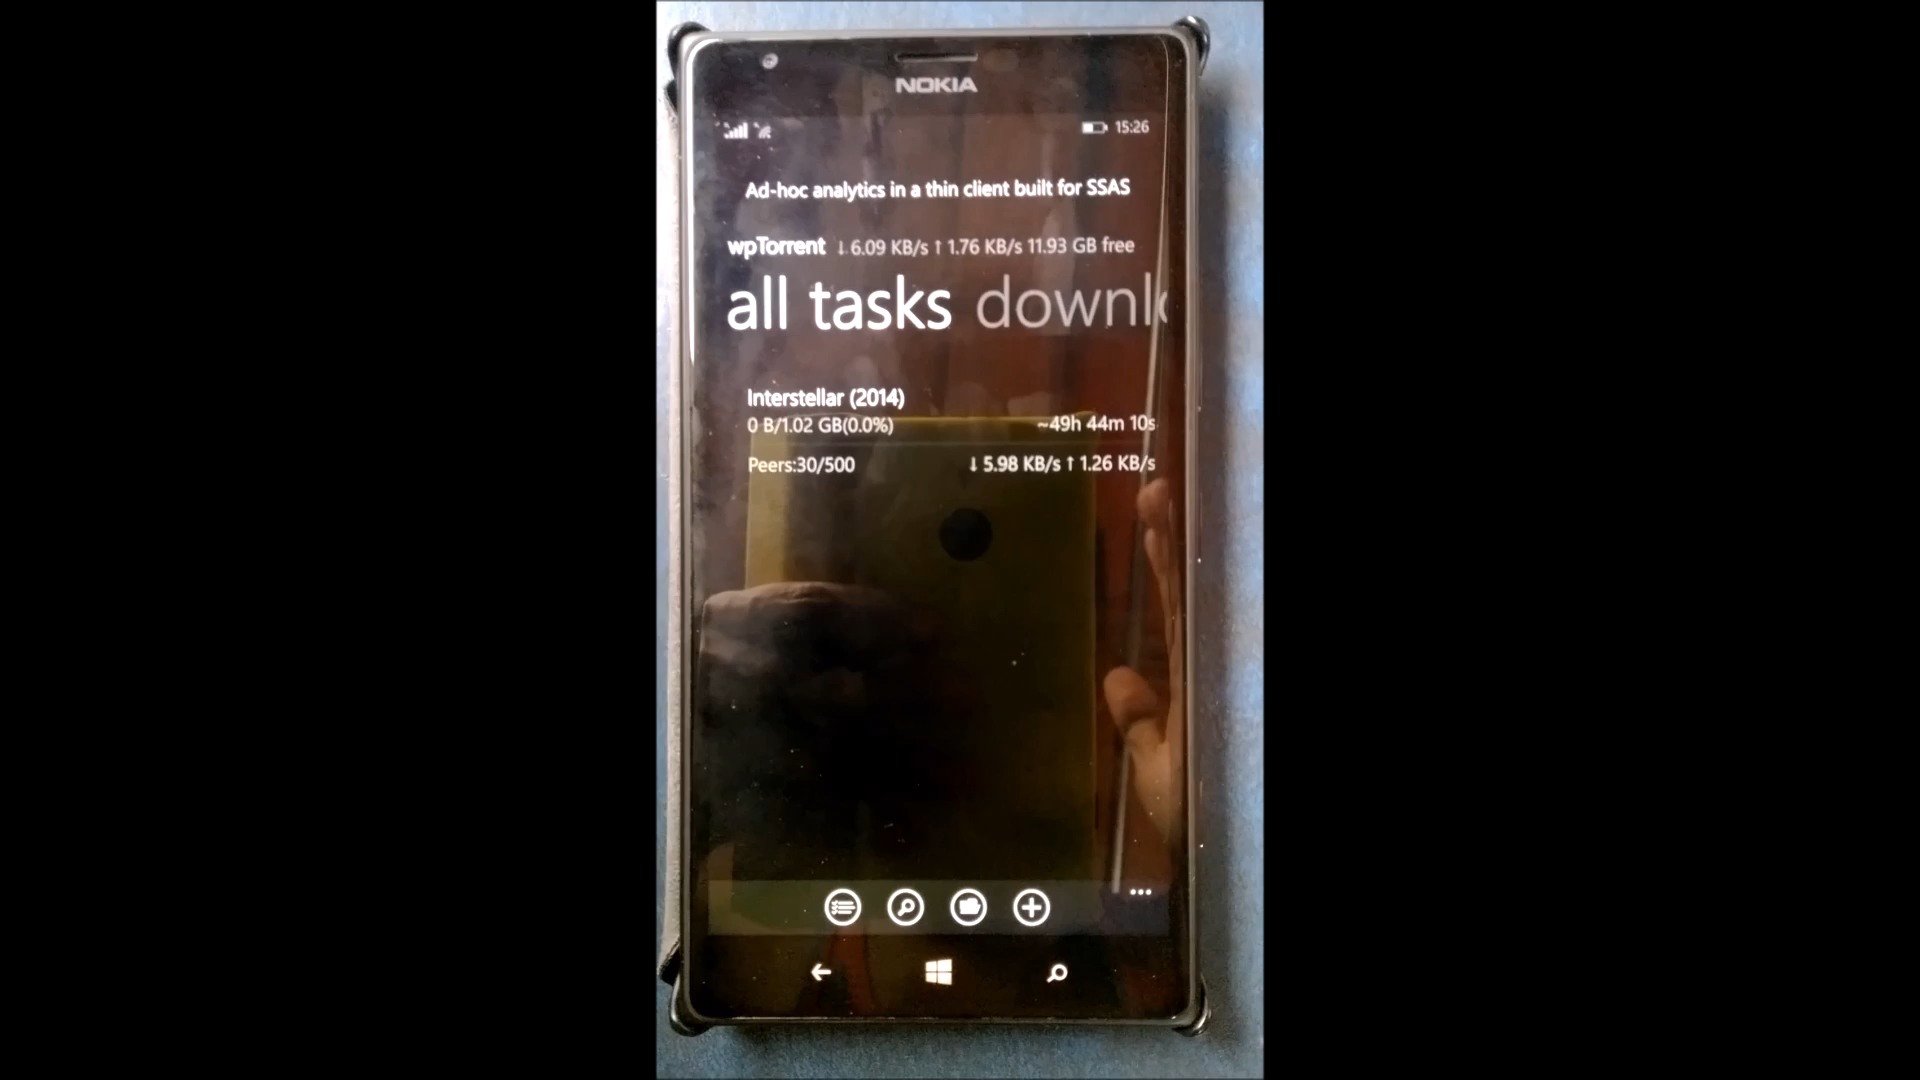 NOKIA
15:26
Ad-hoc analytics in a thin client built for SSAS
wpTorrent ↓ 6.09 KB/s ↑ 1.76 KB/s 11.93 GB free
all tasks downlo
Interstellar (2014)
0 B/1.02 GB(0.0%) ~49h 44m 10s
Peers:30/500 ↓ 5.98 KB/s ↑ 1.26 KB/s